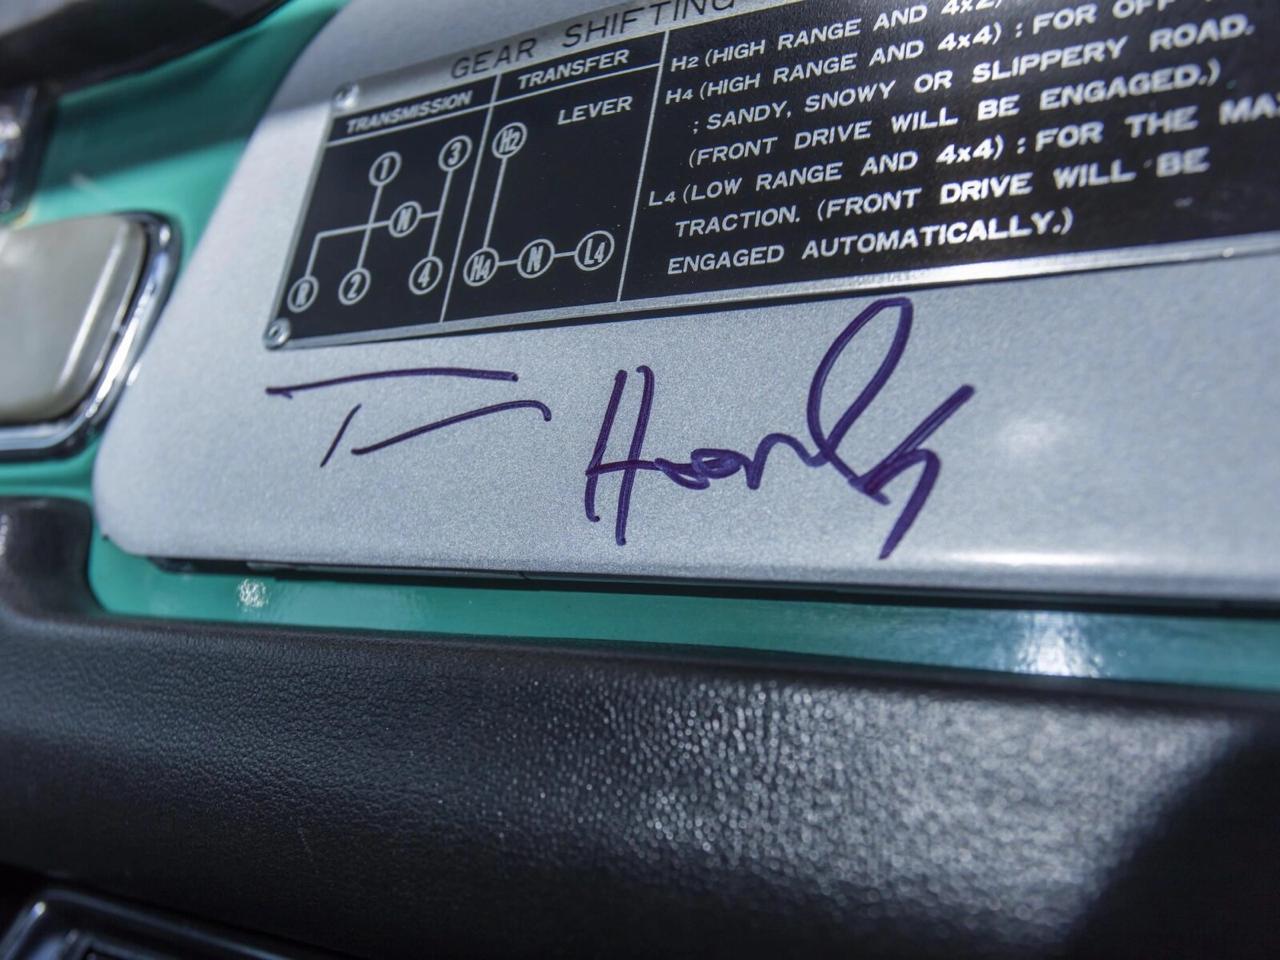 GEAR SHIFTING
TRANSMISSION
1
3
N
R
2
4
TRANSFER
LEVER
H2
H4
N
L4
H2 (HIGH RANGE AND 4x2)
H4 (HIGH RANGE AND 4x4) : FOR OFF
; SANDY, SNOWY OR SLIPPERY ROAD.
(FRONT DRIVE WILL BE ENGAGED.)
L4 (LOW RANGE AND 4x4) : FOR THE MA
TRACTION. (FRONT DRIVE WILL BE
ENGAGED AUTOMATICALLY.)